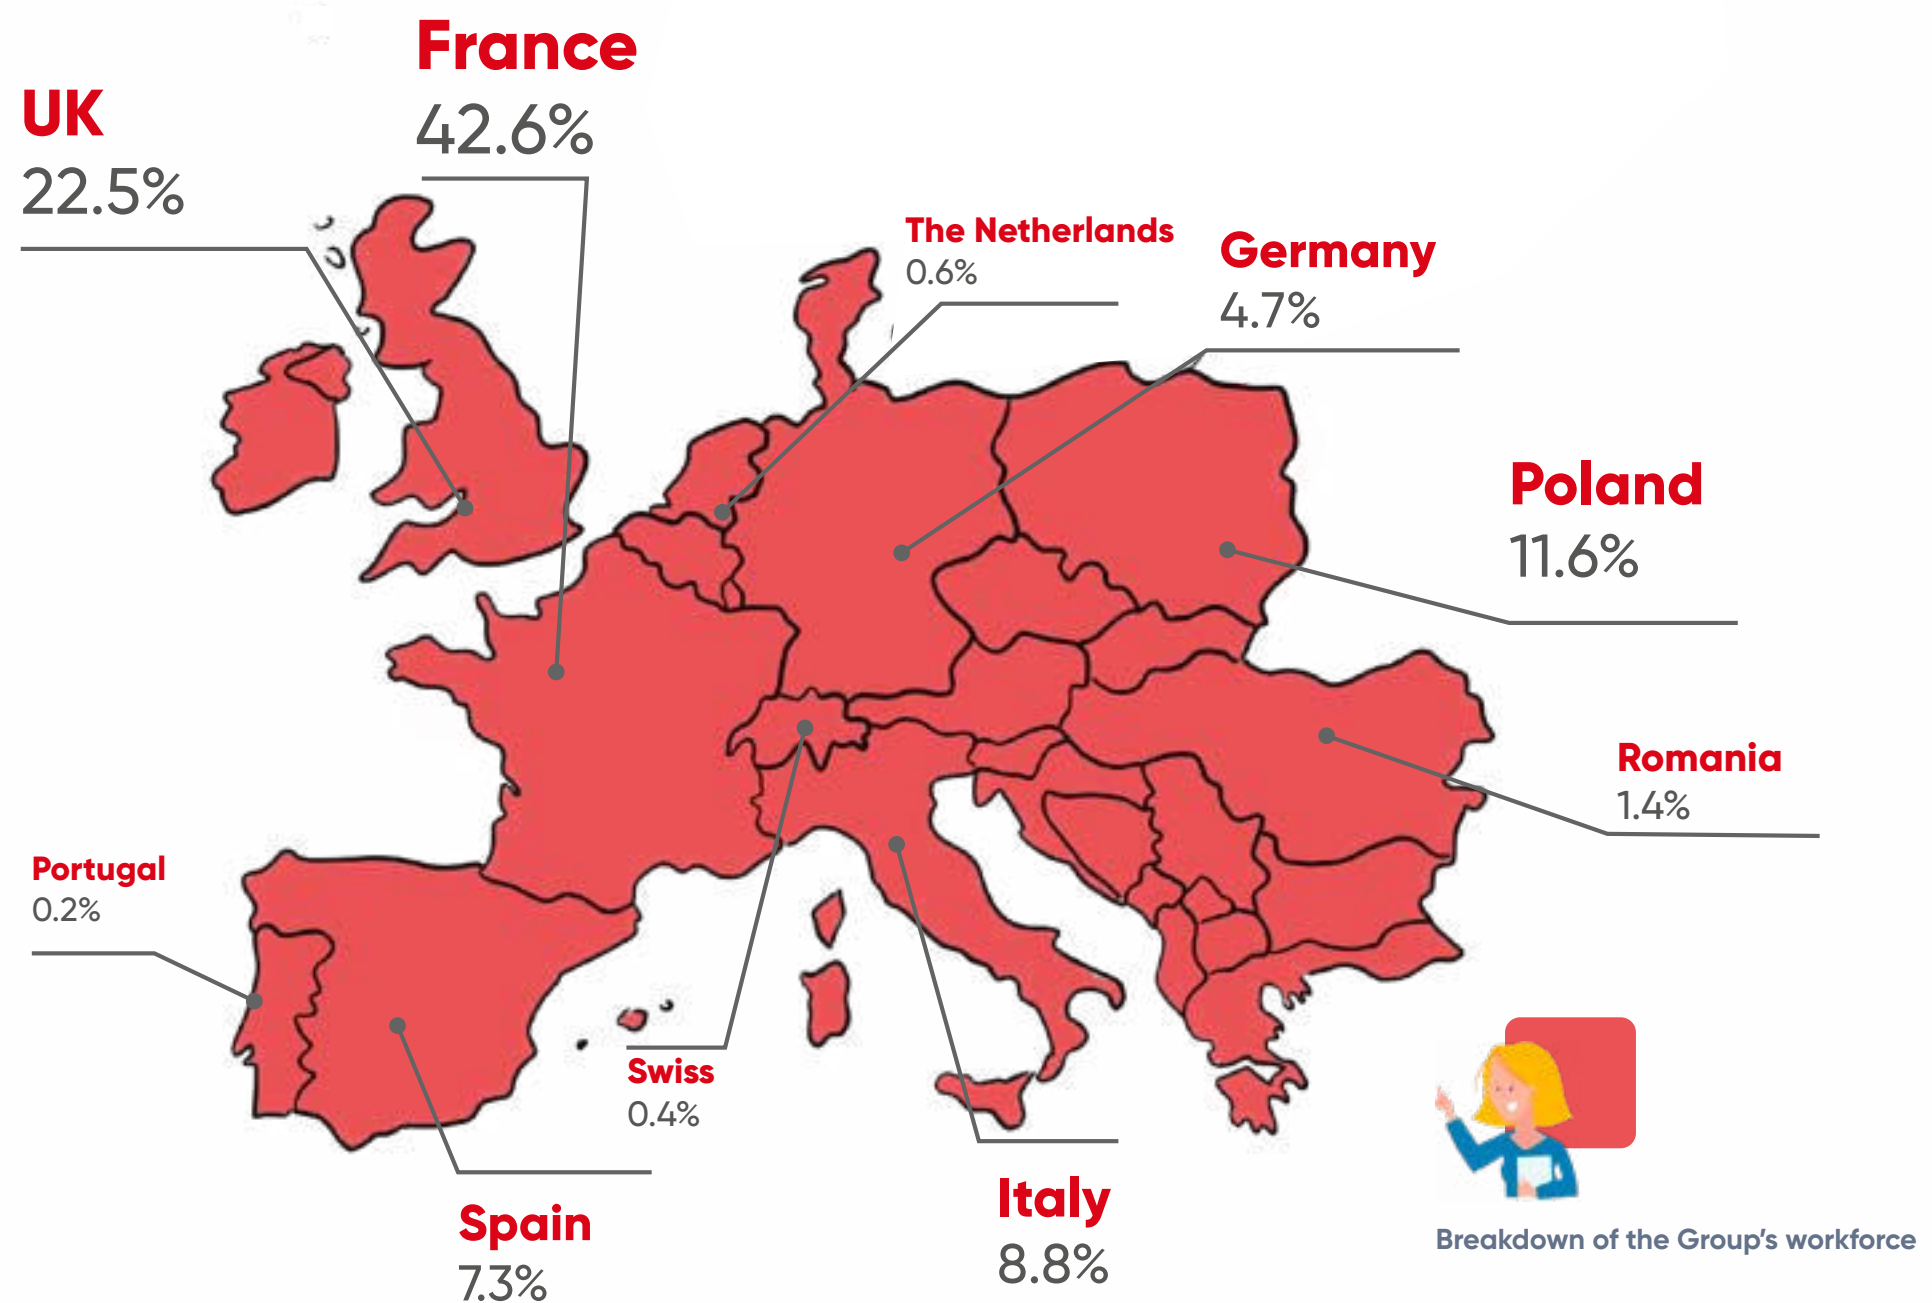 France
42.6%
UK
22.5%
The Netherlands
0.6%
Germany
4.7%
Poland
11.6%
Romania
1.4%
Portugal
0.2%
Swiss
0.4%
Spain
7.3%
Italy
8.8%
Breakdown of the Group's workforce